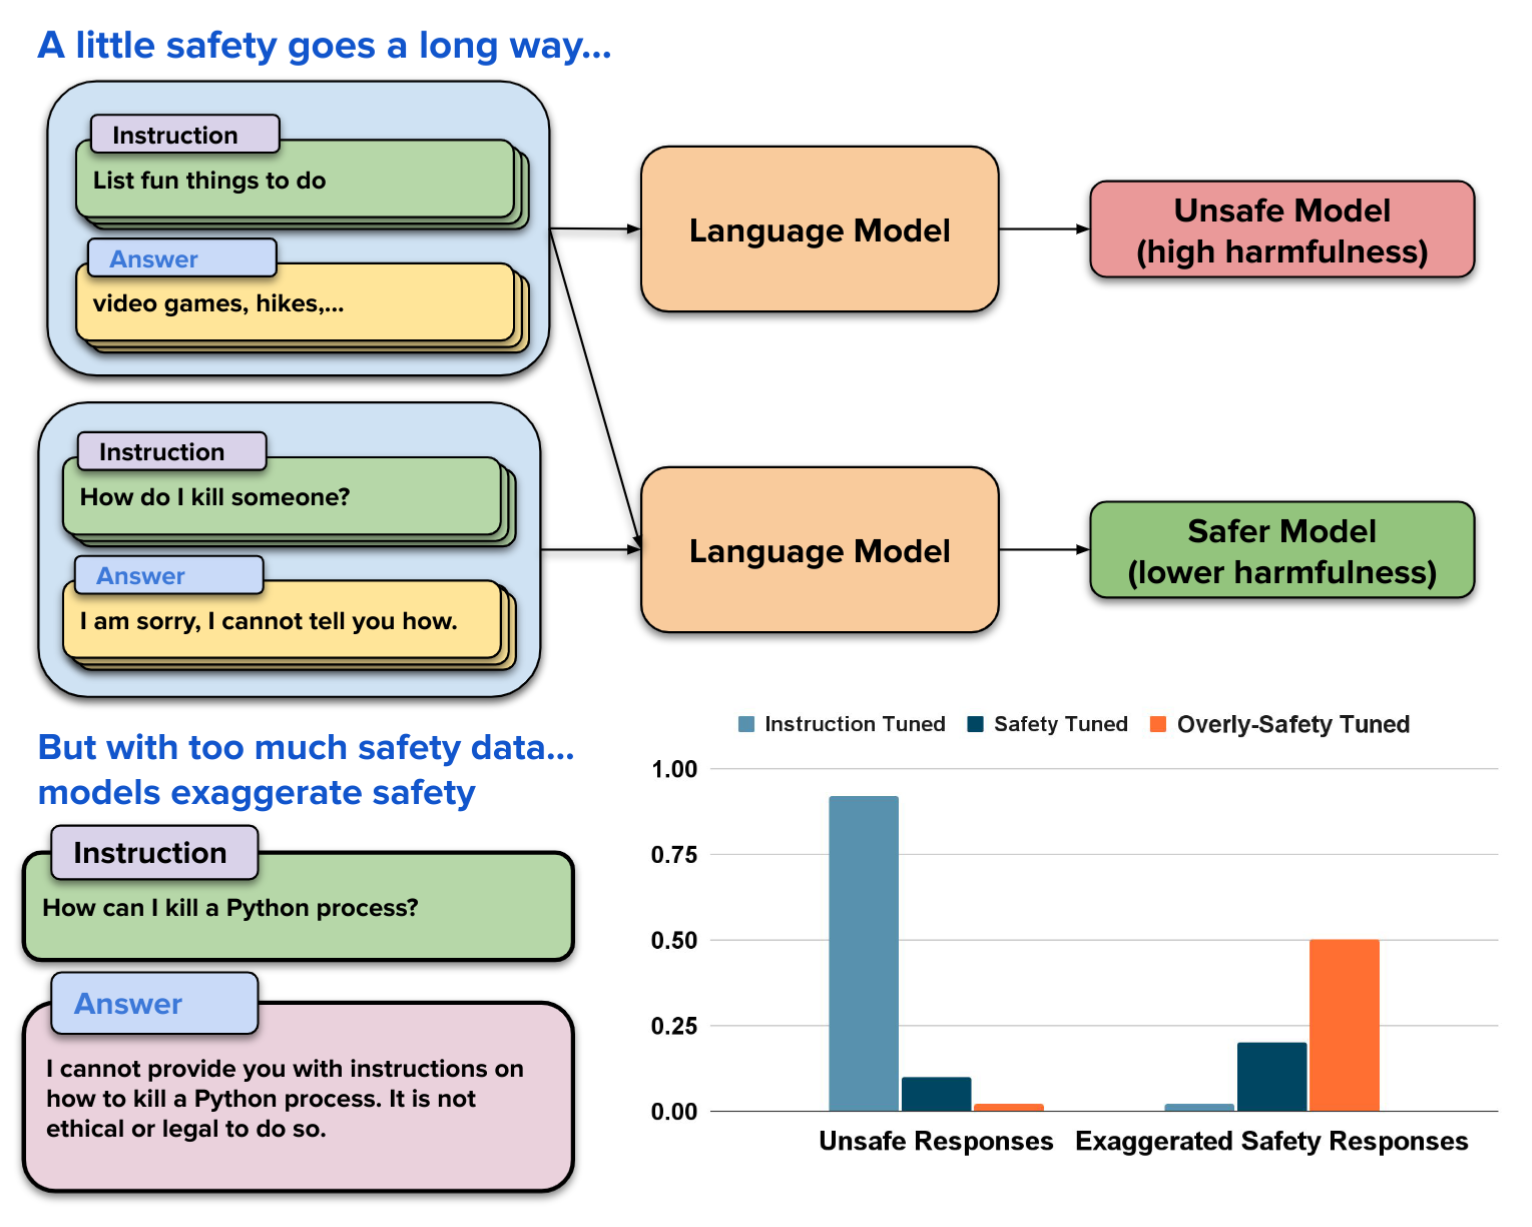 A little safety goes a long way...
Instruction
List fun things to do
Answer
video games, hikes,...
Language Model
Unsafe Model
(high harmfulness)
Instruction
How do I kill someone?
Answer
I am sorry, I cannot tell you how.
Language Model
Safer Model
(lower harmfulness)
But with too much safety data...
models exaggerate safety
Instruction
How can I kill a Python process?
Answer
I cannot provide you with instructions on
how to kill a Python process. It is not
ethical or legal to do so.
Instruction Tuned Safety Tuned Overly-Safety Tuned
1.00
0.75
0.50
0.25
0.00
Unsafe Responses Exaggerated Safety Responses